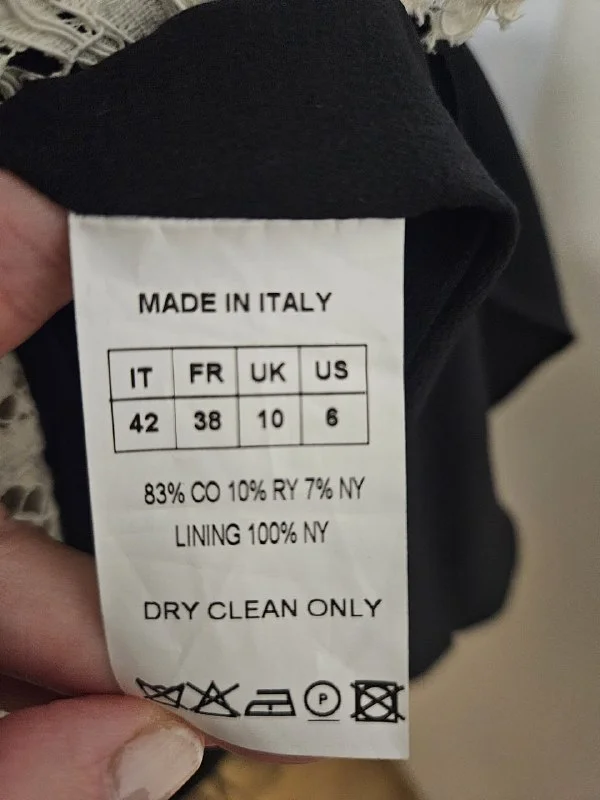 MADE IN ITALY
IT FR UK US
42 38 10 6
83% CO 10% RY 7% NY
LINING 100% NY
DRY CLEAN ONLY
P